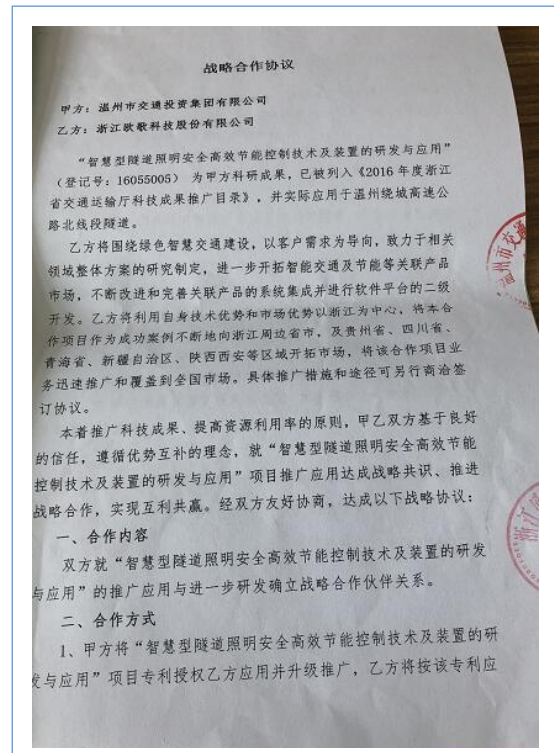 战略合作协议
甲方：温州市交通投资集团有限公司
乙方：浙江欧歌科技股份有限公司
“智慧型隧道照明安全高效节能控制技术及装置的研发与应用”
（登记号：16055005）为甲方科研成果，已被列入《2016年度浙江
省交通运输厅科技成果推广目录》，并实际应用于温州绕城高速公
路北线段隧道。
乙方将围绕绿色智慧交通建设，以客户需求为导向，致力于相关
领域整体方案的研究制定，进一步开拓智能交通及节能等关联产品
市场，不断改进和完善关联产品的系统集成并进行软件平台的二级
开发。乙方将利用自身技术优势和市场优势以浙江为中心，将本合
作项目作为成功案例不断地向浙江周边省市，及贵州省、四川省、
青海省、新疆自治区、陕西西安等区域开拓市场，将该合作项目业
务迅速推广和覆盖到全国市场。具体推广措施和途径可另行商洽签
订协议。
本着推广科技成果、提高资源利用率的原则，甲乙双方基于良好
的信任，遵循优势互补的理念，就“智慧型隧道照明安全高效节能
控制技术及装置的研发与应用”项目推广应用达成战略共识、推进
战略合作，实现互利共赢。经双方友好协商，达成以下战略协议：
一、合作内容
双方就“智慧型隧道照明安全高效节能控制技术及装置的研发
与应用”的推广应用与进一步研发确立战略合作伙伴关系。
二、合作方式
1、甲方将“智慧型隧道照明安全高效节能控制技术及装置的研
发与应用”项目专利授权乙方应用并升级推广，乙方将按该专利应
温州市交通
浙江